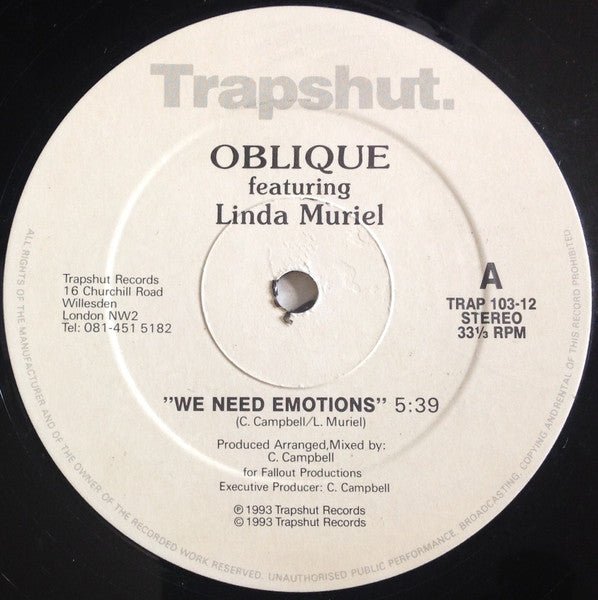 Trapshut.
OBLIQUE
featuring
Linda Muriel
Trapshut Records
16 Churchill Road
Willesden
London NW2
Tel: 081-451 5182
A
TRAP 103-12
STEREO
33⅓ RPM
"WE NEED EMOTIONS" 5:39
(C. Campbell/L. Muriel)
Produced Arranged,Mixed by:
C. Campbell
for Fallout Productions
Executive Producer: C. Campbell
℗ 1993 Trapshut Records
© 1993 Trapshut Records
ALL RIGHTS OF THE MANUFACTURER AND OF THE OWNER OF THE RECORDED WORK RESERVED. UNAUTHORISED PUBLIC PERFORMANCE, BROADCASTING, COPYING AND RENTAL OF THIS RECORD PROHIBITED